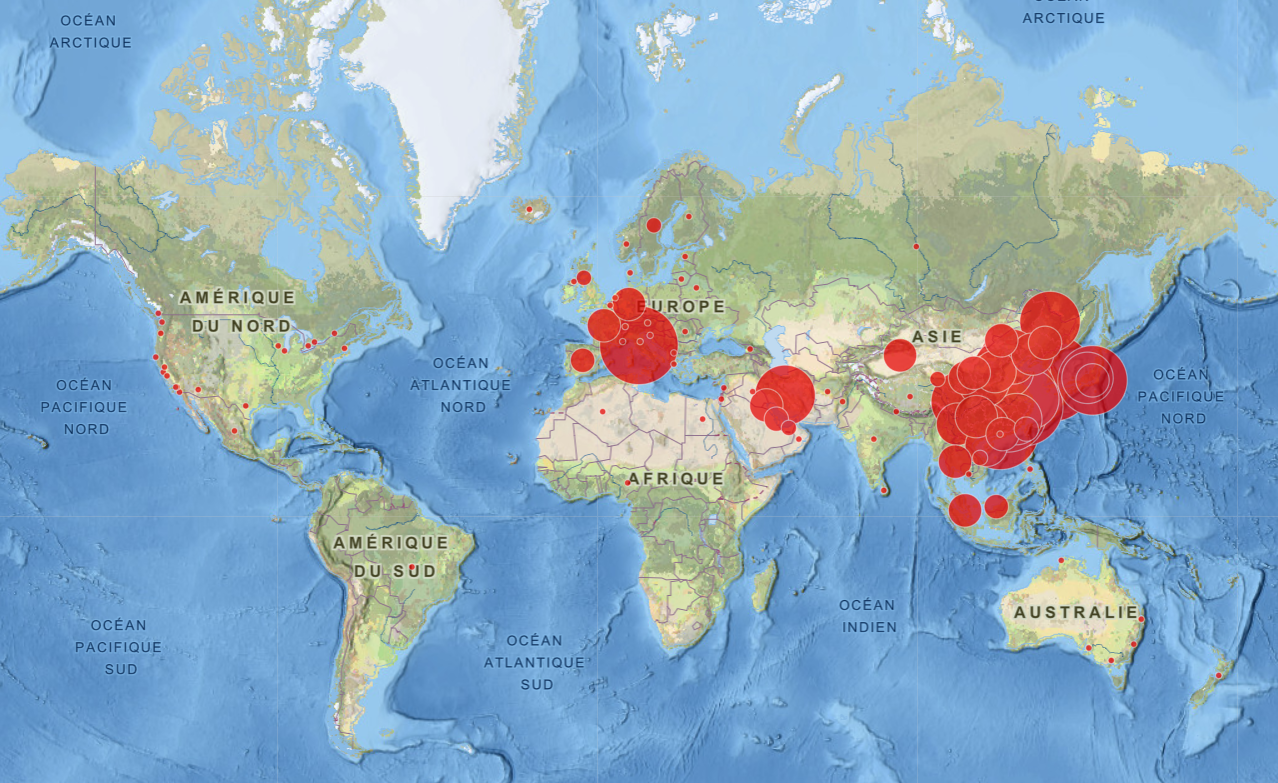 OCÉAN
ARCTIQUE
ARCTIQUE
AMÉRIQUE
DU NORD
EUROPE
ASIE
OCÉAN
PACIFIQUE
NORD
OCÉAN
ATLANTIQUE
NORD
OCÉAN
PACIFIQUE
NORD
AFRIQUE
AMÉRIQUE
DU SUD
OCÉAN
INDIEN
AUSTRALIE
OCÉAN
PACIFIQUE
SUD
OCÉAN
ATLANTIQUE
SUD